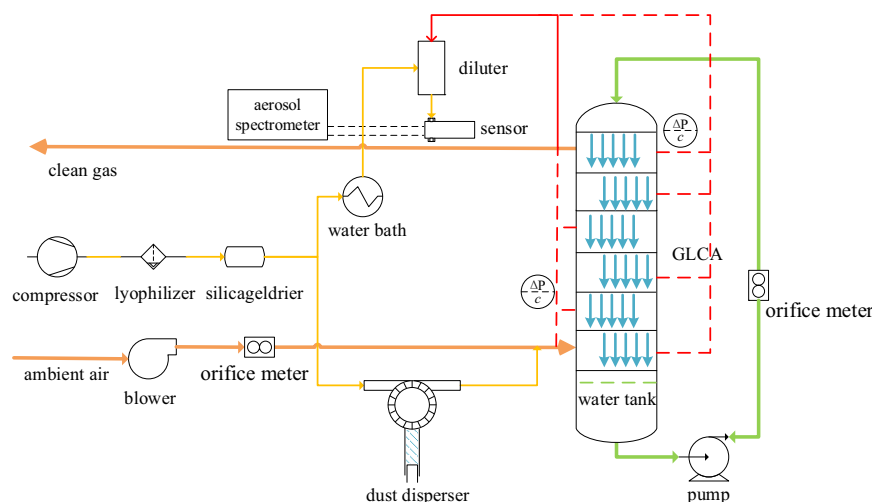 diluter
aerosol
spectrometer
sensor
ΔP
c
clean gas
water bath
GLCA
compressor
lyophilizer
silicageldrier
ΔP
c
orifice meter
ambient air
blower
orifice meter
water tank
dust disperser
pump